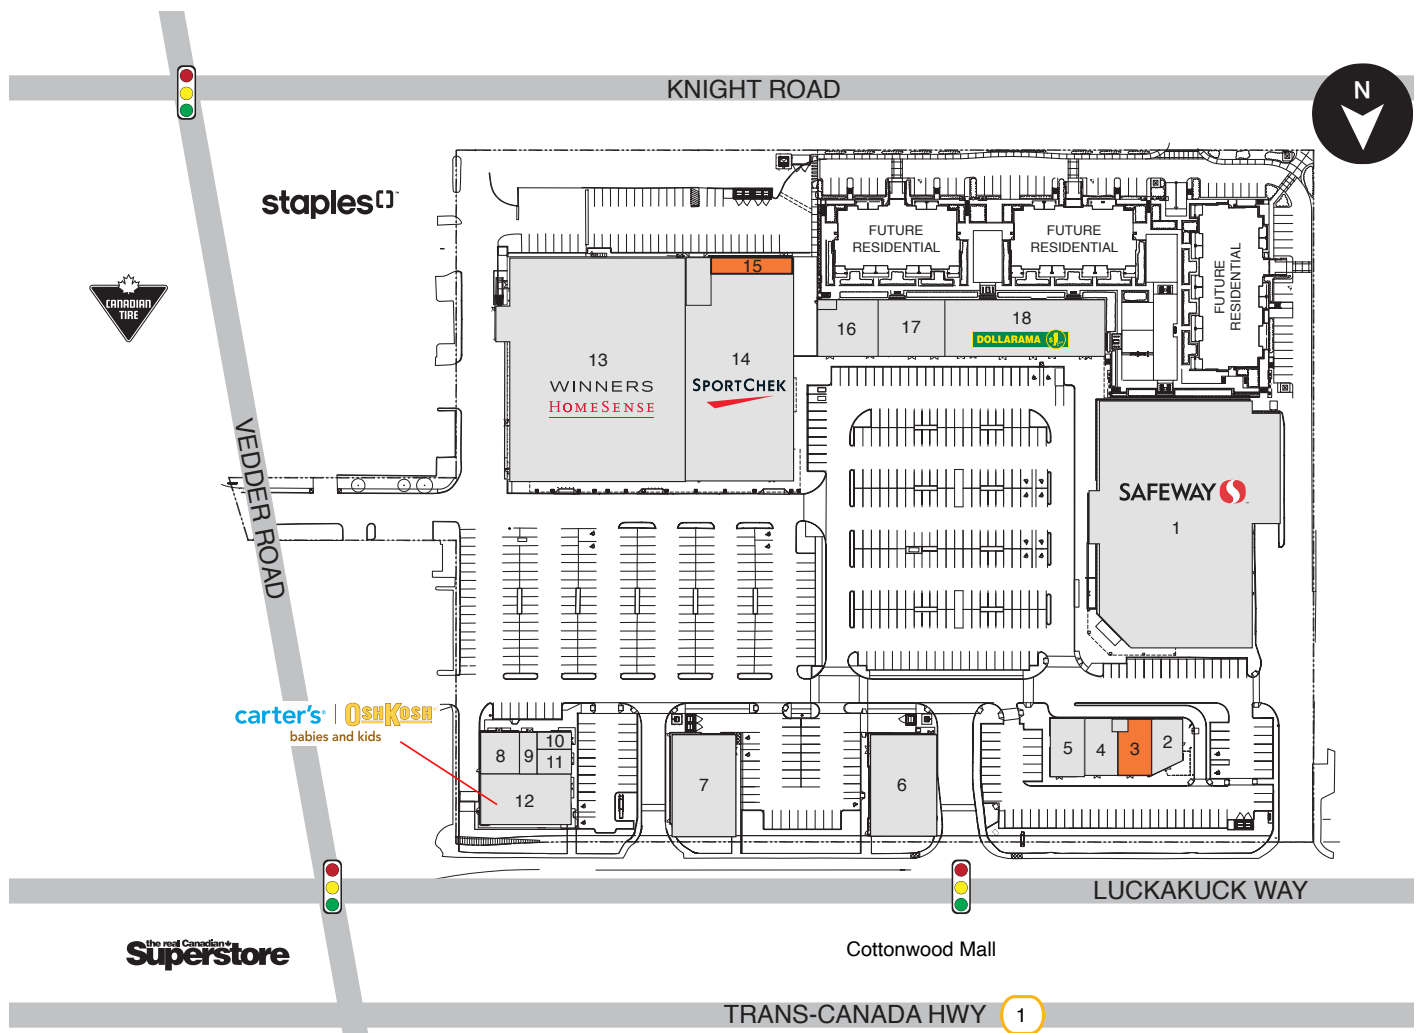 KNIGHT ROAD
N
staples
CANADIAN
TIRE
FUTURE
RESIDENTIAL
FUTURE
RESIDENTIAL
FUTURE
RESIDENTIAL
15
16
17
18
DOLLARAMA $1
13
WINNERS
HOMESENSE
14
SPORTCHEK
VEDDER ROAD
SAFEWAY
1
carter's | OSHKOSH
babies and kids
8
9
10
11
12
7
6
5
4
3
2
LUCKAKUCK WAY
the real Canadian
Superstore
Cottonwood Mall
TRANS-CANADA HWY 1